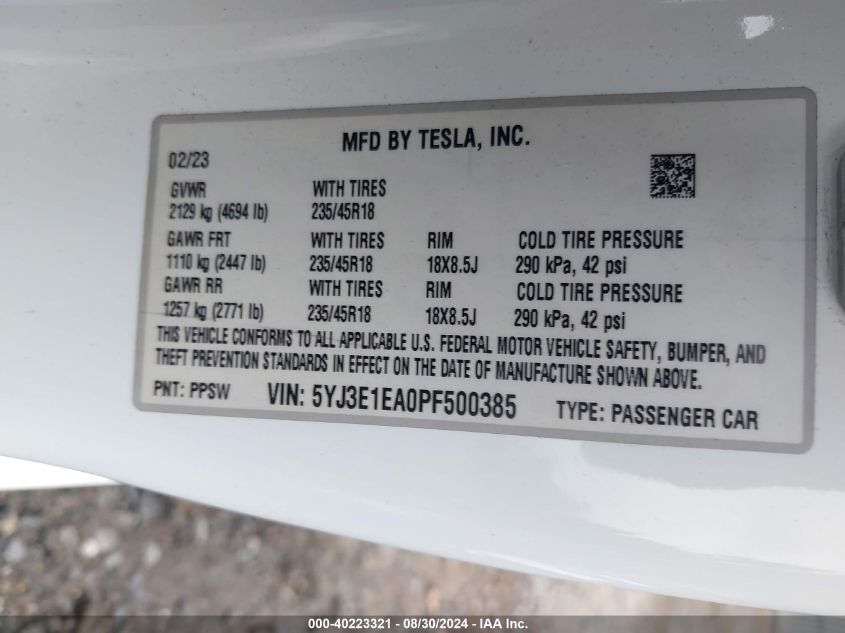 MFD BY TESLA, INC.
02/23
GVWR WITH TIRES
2129 kg (4694 lb) 235/45R18
GAWR FRT WITH TIRES RIM COLD TIRE PRESSURE
1110 kg (2447 lb) 235/45R18 18X8.5J 290 kPa, 42 psi
GAWR RR WITH TIRES RIM COLD TIRE PRESSURE
1257 kg (2771 lb) 235/45R18 18X8.5J 290 kPa, 42 psi
THIS VEHICLE CONFORMS TO ALL APPLICABLE U.S. FEDERAL MOTOR VEHICLE SAFETY, BUMPER, AND
THEFT PREVENTION STANDARDS IN EFFECT ON THE DATE OF MANUFACTURE SHOWN ABOVE.
PNT: PPSW VIN: 5YJ3E1EA0PF500385 TYPE: PASSENGER CAR
000-40223321 - 08/30/2024 - IAA Inc.